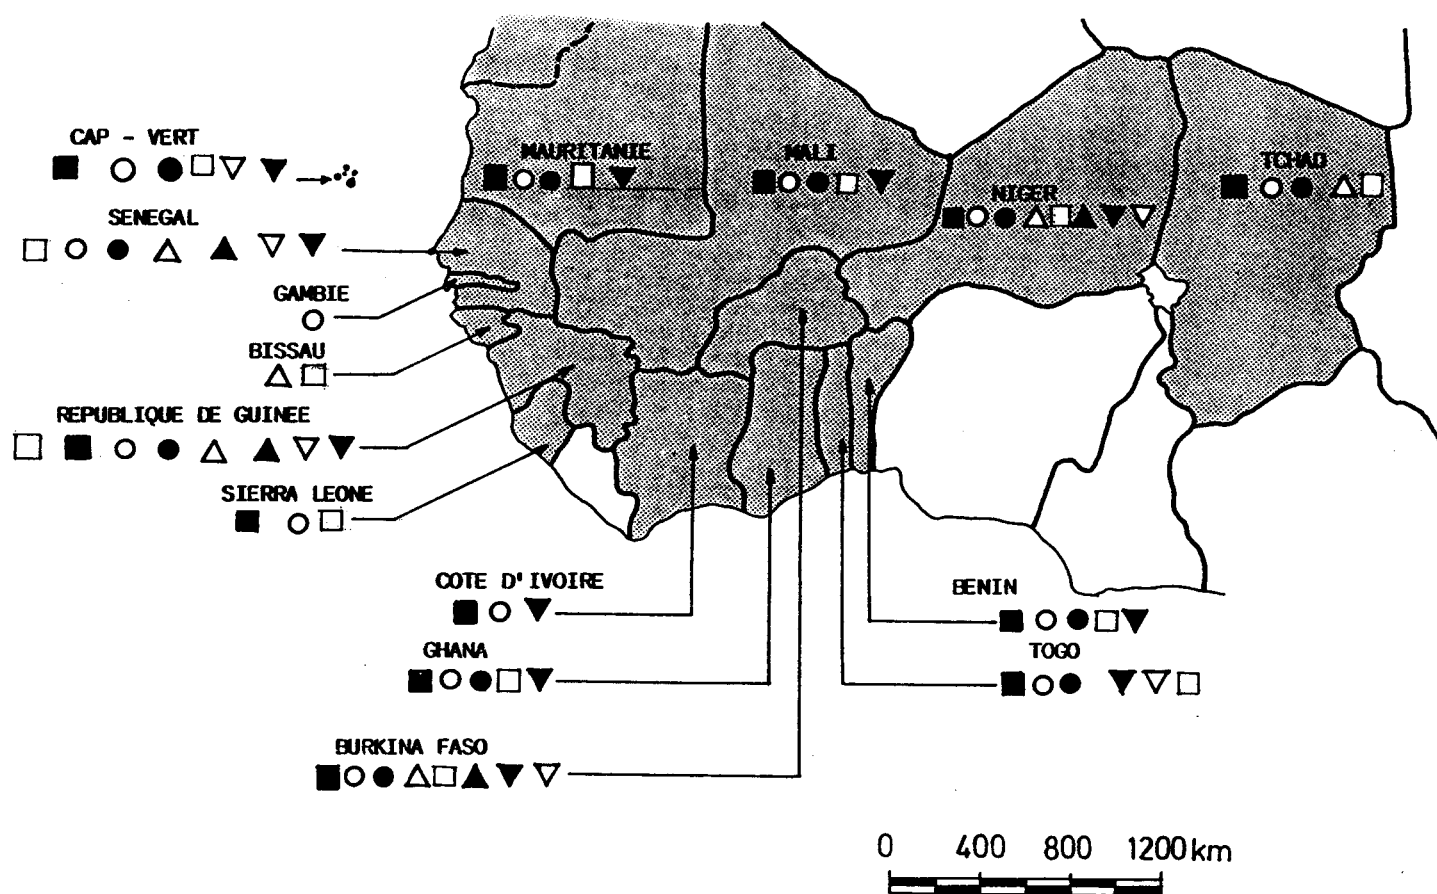 CAP - VERT
MAURITANIE
MALI
TCHAD
NIGER
SENEGAL
GAMBIE
BISSAU
REPUBLIQUE DE GUINEE
SIERRA LEONE
COTE D'IVOIRE
BENIN
GHANA
TOGO
BURKINA FASO
0 400 800 1200 km